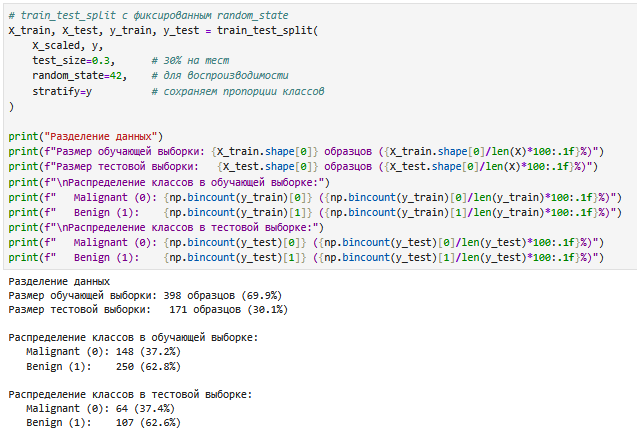 # train_test_split с фиксированным random_state
X_train, X_test, y_train, y_test = train_test_split(
    X_scaled, y,
    test_size=0.3,      # 30% на тест
    random_state=42,    # для воспроизводимости
    stratify=y          # сохраняем пропорции классов
)

print("Разделение данных")
print(f"Размер обучающей выборки: {X_train.shape[0]} образцов ({X_train.shape[0]/len(X)*100:.1f}%)")
print(f"Размер тестовой выборки:   {X_test.shape[0]} образцов ({X_test.shape[0]/len(X)*100:.1f}%)")
print(f"\nРаспределение классов в обучающей выборке:")
print(f"   Malignant (0): {np.bincount(y_train)[0]} ({np.bincount(y_train)[0]/len(y_train)*100:.1f}%)")
print(f"   Benign (1):    {np.bincount(y_train)[1]} ({np.bincount(y_train)[1]/len(y_train)*100:.1f}%)")
print(f"\nРаспределение классов в тестовой выборке:")
print(f"   Malignant (0): {np.bincount(y_test)[0]} ({np.bincount(y_test)[0]/len(y_test)*100:.1f}%)")
print(f"   Benign (1):    {np.bincount(y_test)[1]} ({np.bincount(y_test)[1]/len(y_test)*100:.1f}%)")
Разделение данных
Размер обучающей выборки: 398 образцов (69.9%)
Размер тестовой выборки:   171 образцов (30.1%)

Распределение классов в обучающей выборке:
   Malignant (0): 148 (37.2%)
   Benign (1):    250 (62.8%)

Распределение классов в тестовой выборке:
   Malignant (0): 64 (37.4%)
   Benign (1):    107 (62.6%)